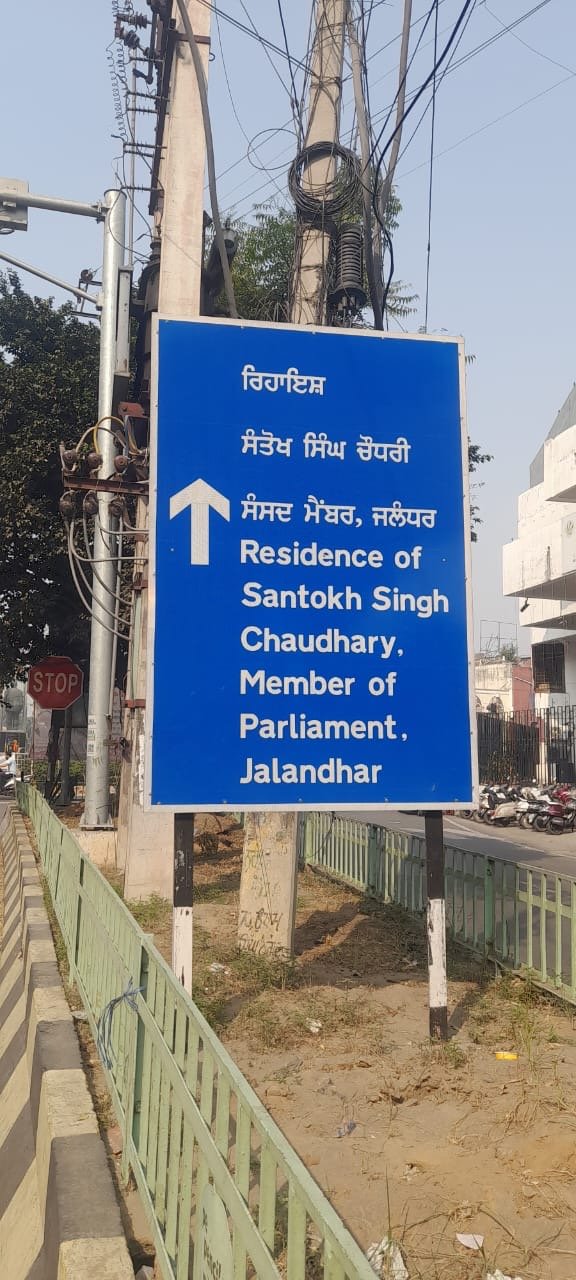 ਰਿਹਾਇਸ਼
ਸੰਤੋਖ ਸਿੰਘ ਚੌਧਰੀ
ਸੰਸਦ ਮੈਂਬਰ, ਜਲੰਧਰ
Residence of
Santokh Singh
Chaudhary,
Member of
Parliament,
Jalandhar
STOP